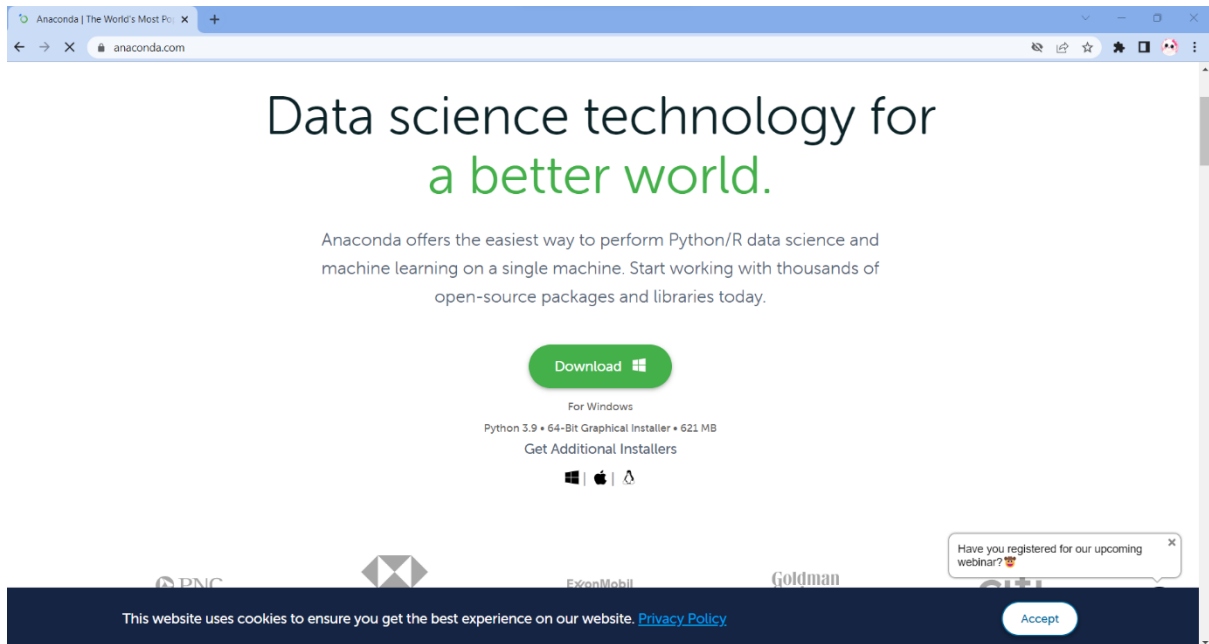 Anaconda | The World's Most Po
anaconda.com
Data science technology for
a better world.
Anaconda offers the easiest way to perform Python/R data science and
machine learning on a single machine. Start working with thousands of
open-source packages and libraries today.
Download
For Windows
Python 3.9 • 64-Bit Graphical Installer • 621 MB
Get Additional Installers
Have you registered for our upcoming
webinar?
PNC
ExxonMobil
Goldman
citi
This website uses cookies to ensure you get the best experience on our website. Privacy Policy
Accept